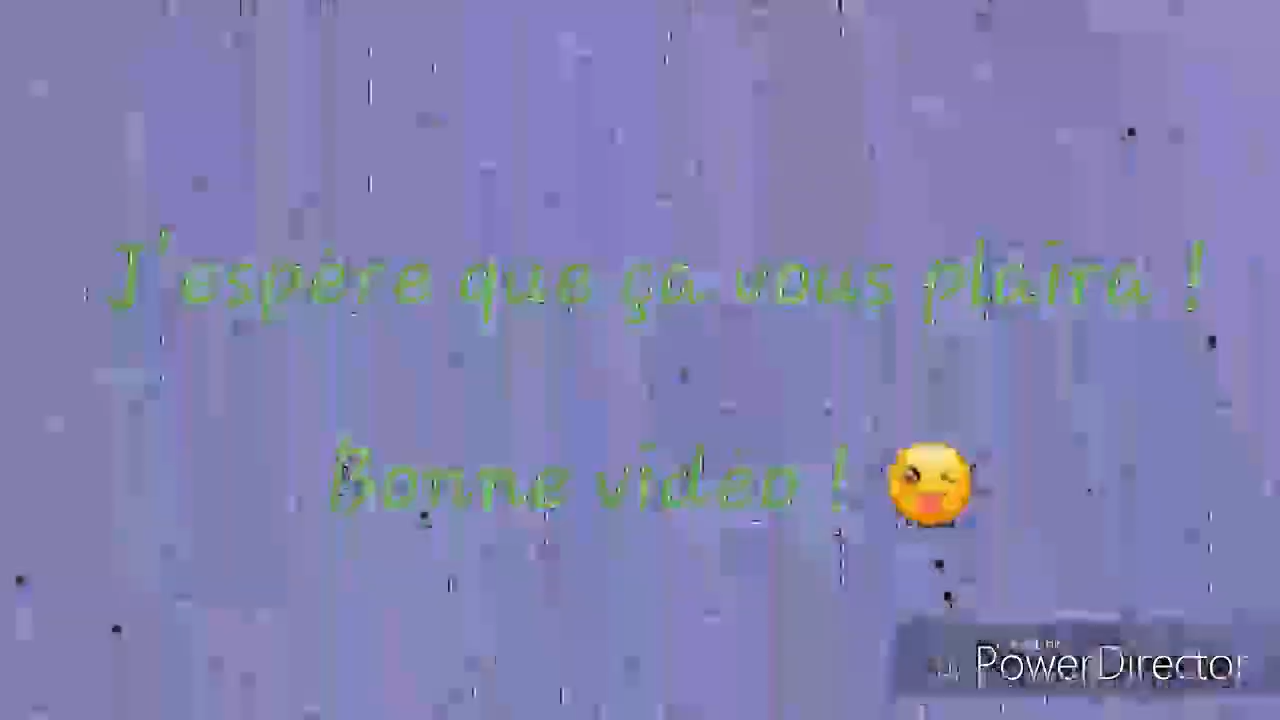 J'espère que ça vous plaira !
Bonne vidéo ! 😜
PowerDirector